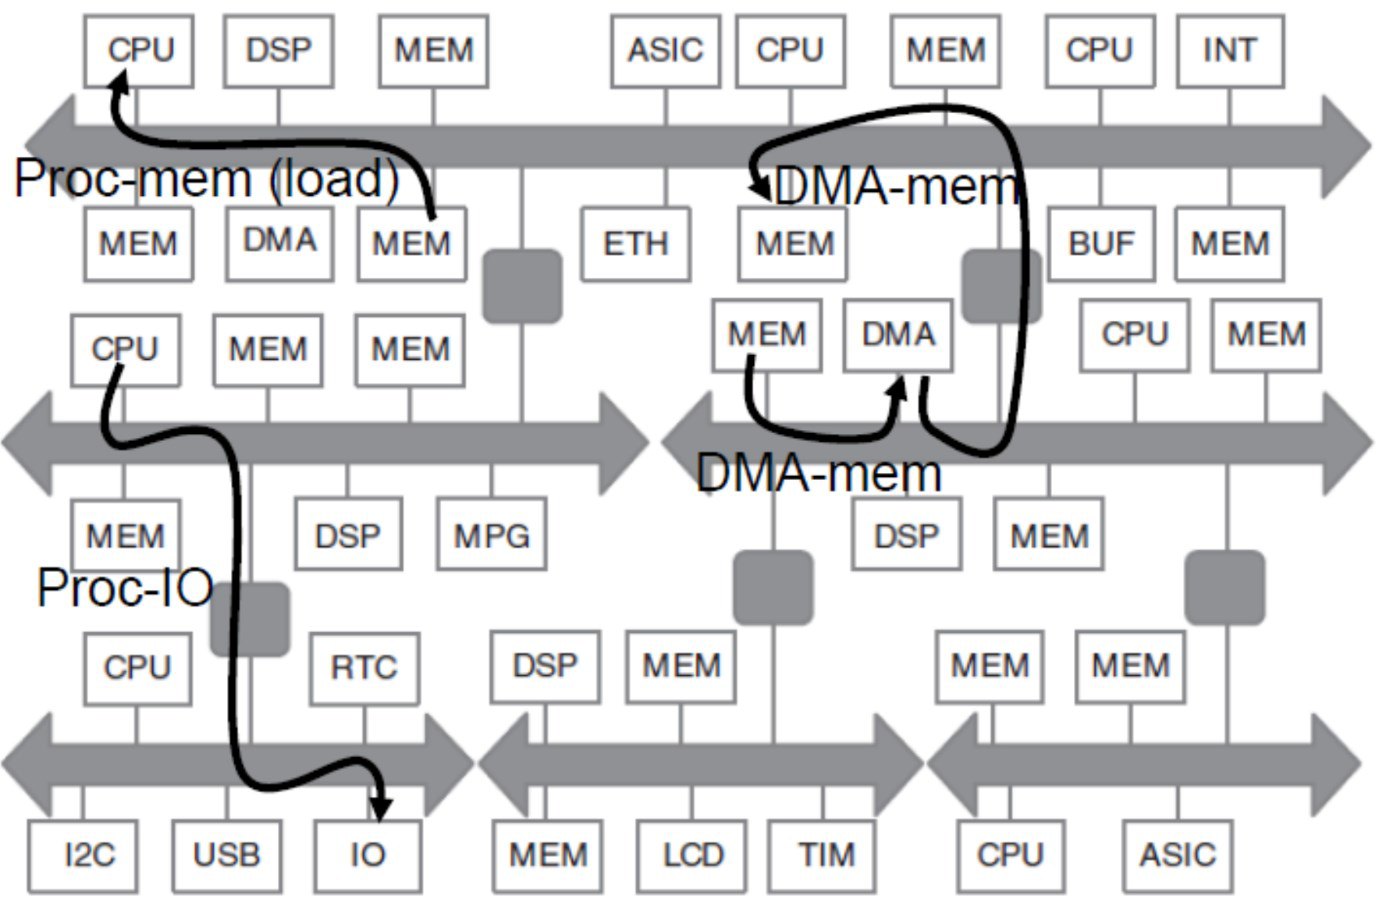 CPU DSP MEM ASIC CPU MEM CPU INT
Proc-mem (load) DMA-mem
MEM DMA MEM ETH MEM BUF MEM
CPU MEM MEM MEM DMA CPU MEM
DMA-mem
MEM DSP MPG DSP MEM
Proc-IO
CPU RTC DSP MEM MEM MEM
I2C USB IO MEM LCD TIM CPU ASIC